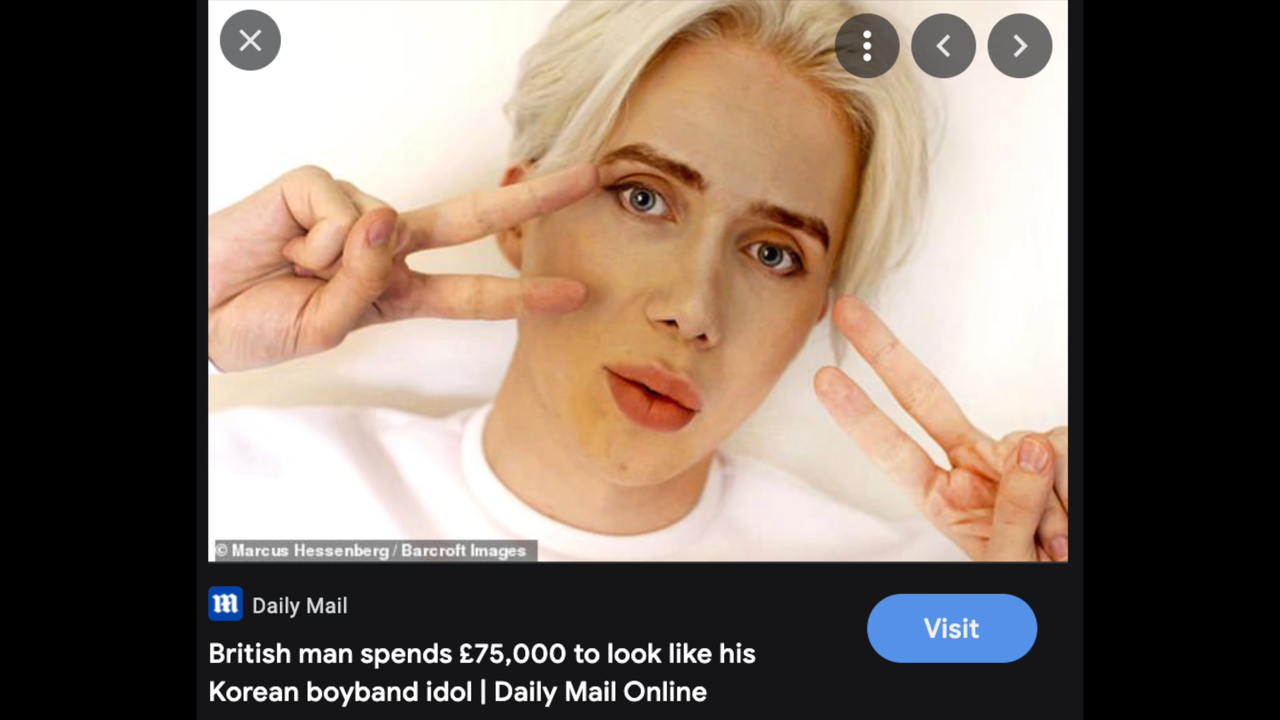 © Marcus Hessenberg / Barcroft Images
m Daily Mail
Visit
British man spends £75,000 to look like his
Korean boyband idol | Daily Mail Online